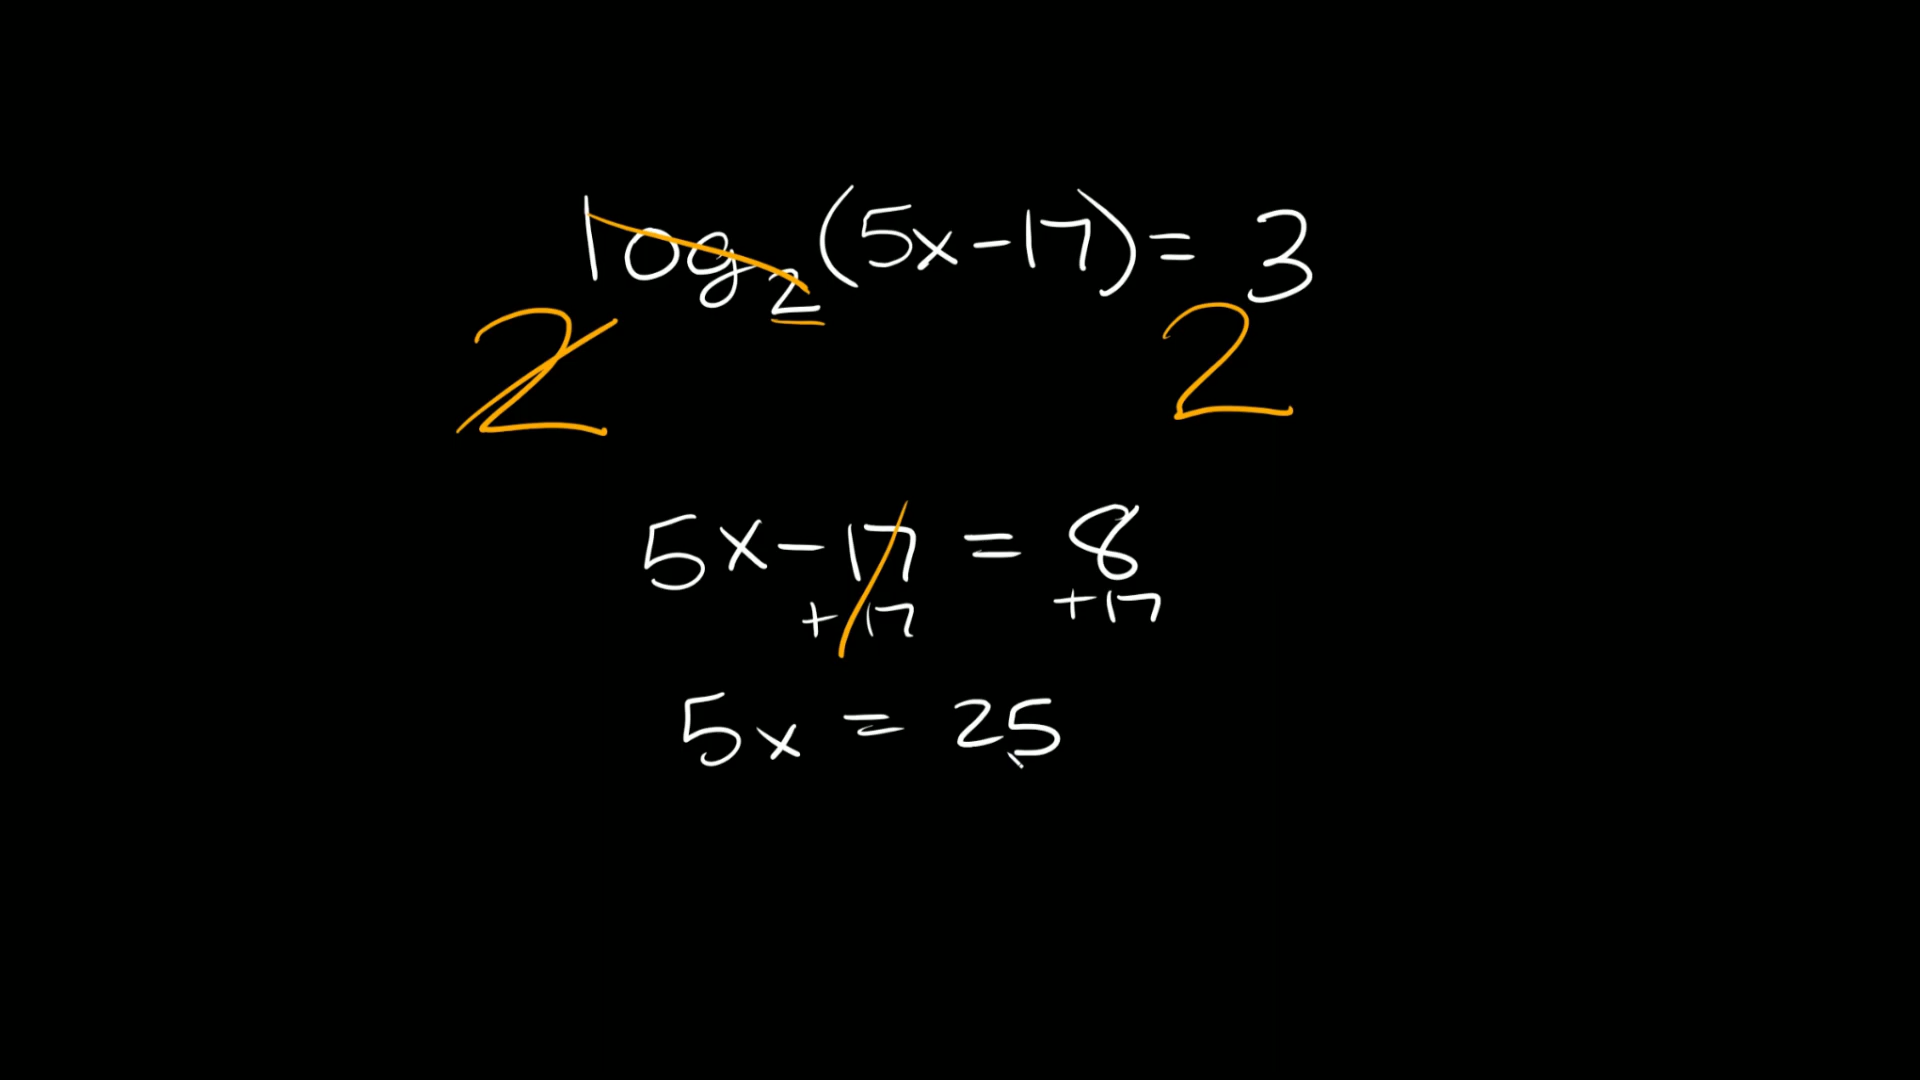 log₂(5x-17)= 3
2 2
5x-17 = 8
+17 +17
5x = 25